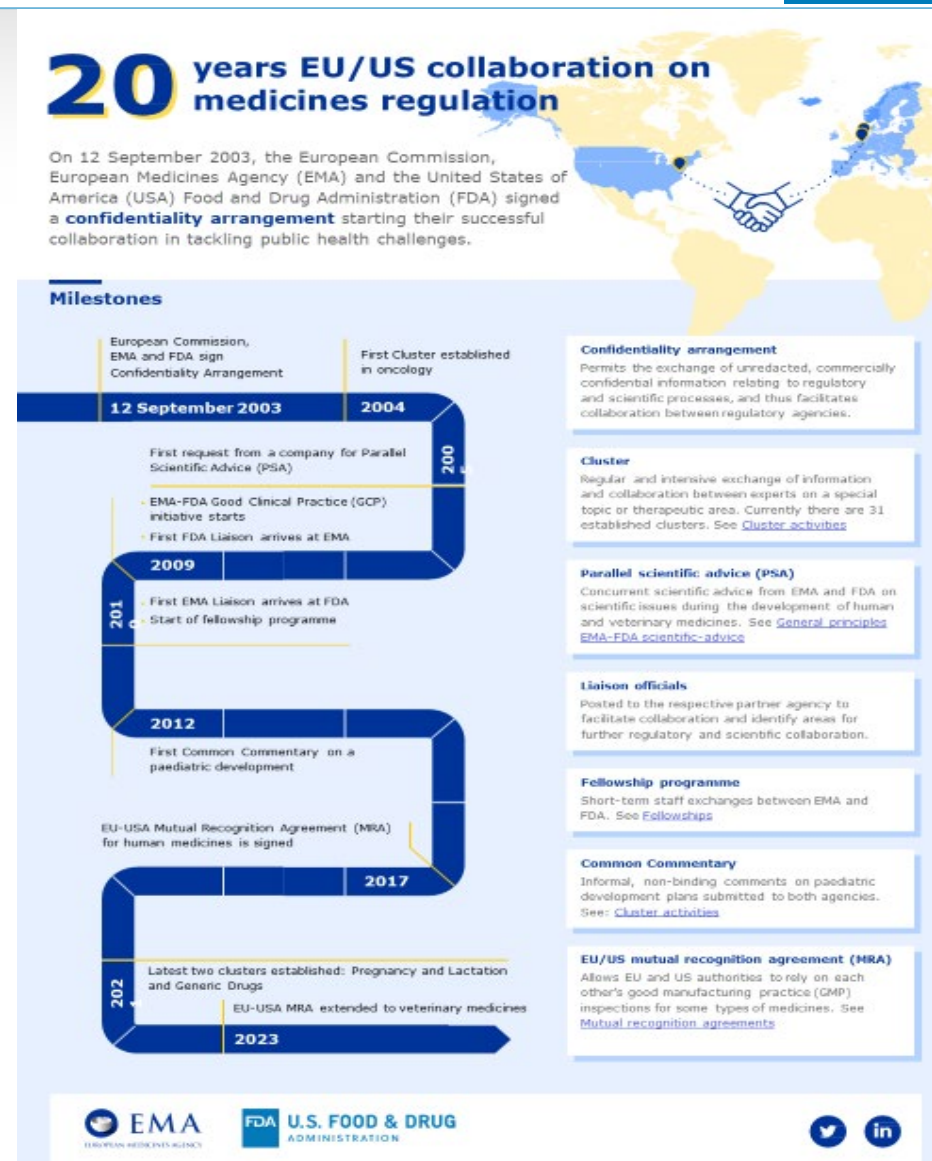 20 years EU/US collaboration on
medicines regulation
On 12 September 2003, the European Commission,
European Medicines Agency (EMA) and the United States of
America (USA) Food and Drug Administration (FDA) signed
a confidentiality arrangement starting their successful
collaboration in tackling public health challenges.
Milestones
European Commission,
EMA and FDA sign
Confidentiality Arrangement
First Cluster established
in oncology
12 September 2003
2004
200
First request from a company for Parallel
Scientific Advice (PSA)
- EMA-FDA Good Clinical Practice (GCP)
initiative starts
- First FDA Liaison arrives at EMA
2009
201
- First EMA Liaison arrives at FDA
- Start of fellowship programme
2012
First Common Commentary on a
paediatric development
EU-USA Mutual Recognition Agreement (MRA)
for human medicines is signed
2017
202
Latest two clusters established: Pregnancy and Lactation
and Generic Drugs
EU-USA MRA extended to veterinary medicines
2023
Confidentiality arrangement
Permits the exchange of unredacted, commercially
confidential information relating to regulatory
and scientific processes, and thus facilitates
collaboration between regulatory agencies.
Cluster
Regular and intensive exchange of information
and collaboration between experts on a special
topic or therapeutic area. Currently there are 31
established clusters. See Cluster activities
Parallel scientific advice (PSA)
Concurrent scientific advice from EMA and FDA on
scientific issues during the development of human
and veterinary medicines. See General principles
EMA-FDA scientific-advice
Liaison officials
Posted to the respective partner agency to
facilitate collaboration and identify areas for
further regulatory and scientific collaboration.
Fellowship programme
Short-term staff exchanges between EMA and
FDA. See Fellowships
Common Commentary
Informal, non-binding comments on paediatric
development plans submitted to both agencies.
See: Cluster activities
EU/US mutual recognition agreement (MRA)
Allows EU and US authorities to rely on each
other's good manufacturing practice (GMP)
inspections for some types of medicines. See
Mutual recognition agreements
EMA
EUROPEAN MEDICINES AGENCY
FDA U.S. FOOD & DRUG
ADMINISTRATION
in